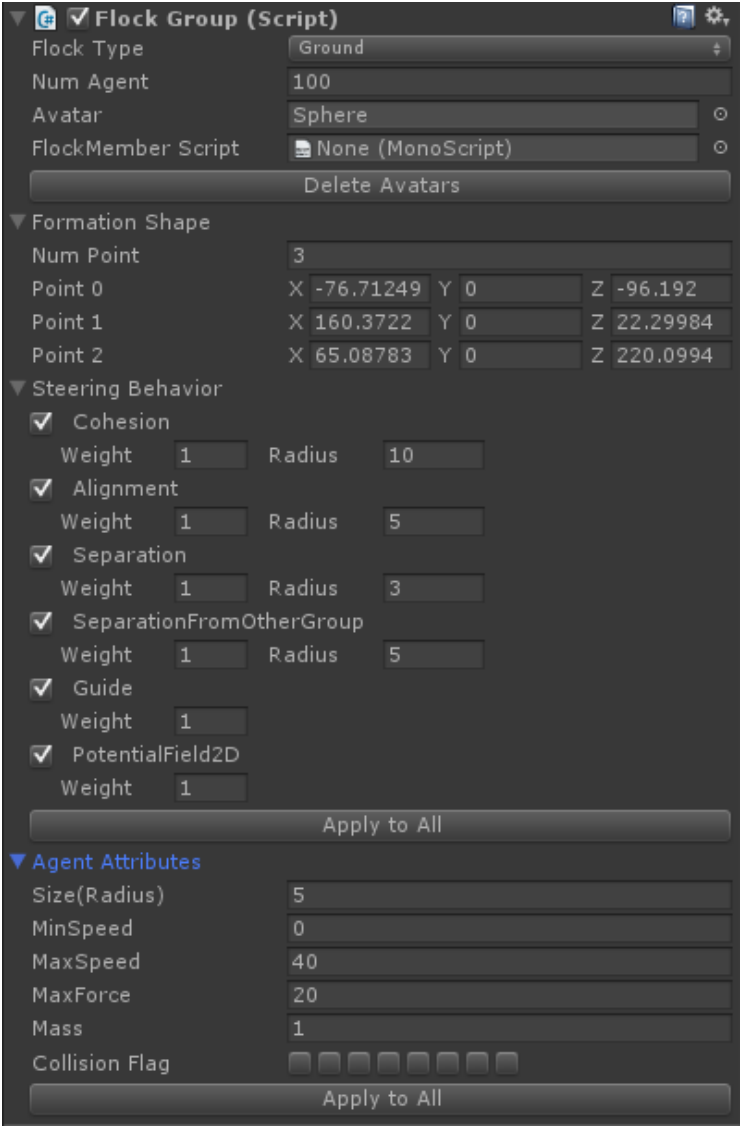 Flock Group (Script)
Flock Type Ground
Num Agent 100
Avatar Sphere
FlockMember Script None (MonoScript)
Delete Avatars
Formation Shape
Num Point 3
Point 0 X -76.71249 Y 0 Z -96.192
Point 1 X 160.3722 Y 0 Z 22.29984
Point 2 X 65.08783 Y 0 Z 220.0994
Steering Behavior
Cohesion
Weight 1 Radius 10
Alignment
Weight 1 Radius 5
Separation
Weight 1 Radius 3
SeparationFromOtherGroup
Weight 1 Radius 5
Guide
Weight 1
PotentialField2D
Weight 1
Apply to All
Agent Attributes
Size(Radius) 5
MinSpeed 0
MaxSpeed 40
MaxForce 20
Mass 1
Collision Flag
Apply to All